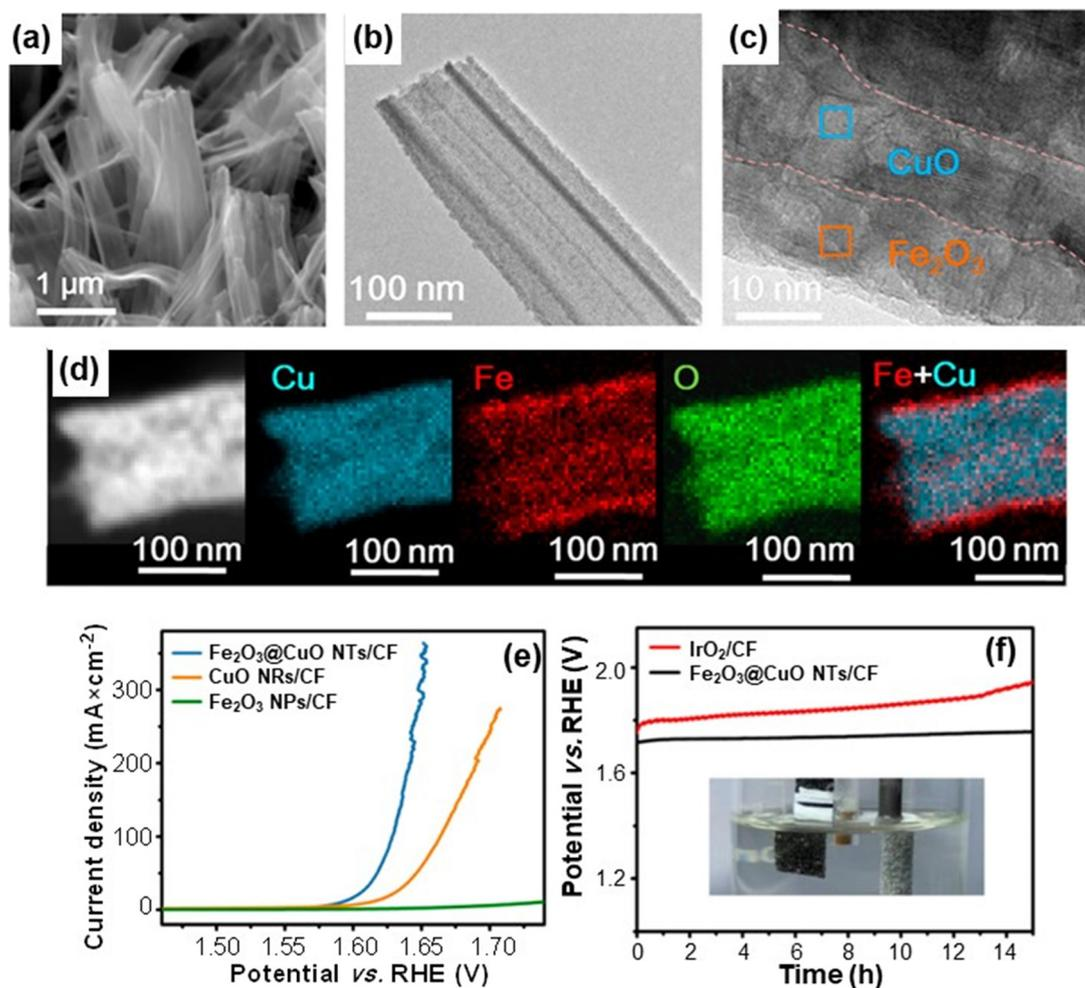 (a)
1 μm
(b)
100 nm
(c)
CuO
Fe₂O₃
10 nm
(d)
Cu
Fe
O
Fe+Cu
100 nm
100 nm
100 nm
100 nm
100 nm
(e)
Current density (mA×cm⁻²)
Fe₂O₃@CuO NTs/CF
CuO NRs/CF
Fe₂O₃ NPs/CF
300
200
100
0
1.50 1.55 1.60 1.65 1.70
Potential vs. RHE (V)
(f)
Potential vs. RHE (V)
IrO₂/CF
Fe₂O₃@CuO NTs/CF
2.0
1.6
1.2
0 2 4 6 8 10 12 14
Time (h)